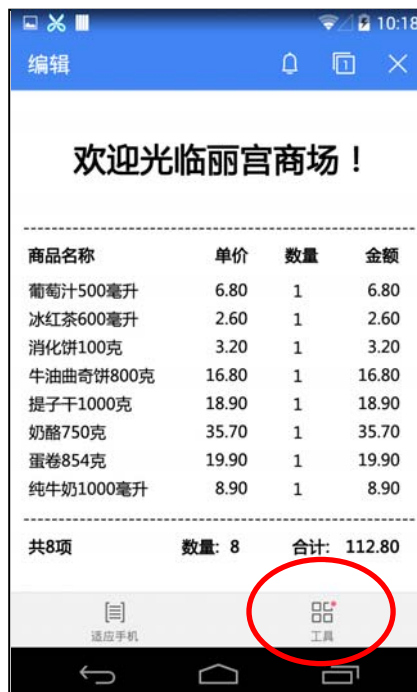 10:18
编辑
1
欢迎光临丽宫商场！
商品名称 单价 数量 金额
葡萄汁500毫升 6.80 1 6.80
冰红茶600毫升 2.60 1 2.60
消化饼100克 3.20 1 3.20
牛油曲奇饼800克 16.80 1 16.80
提子干1000克 18.90 1 18.90
奶酪750克 35.70 1 35.70
蛋卷854克 19.90 1 19.90
纯牛奶1000毫升 8.90 1 8.90
共8项 数量: 8 合计: 112.80
适应手机 工具